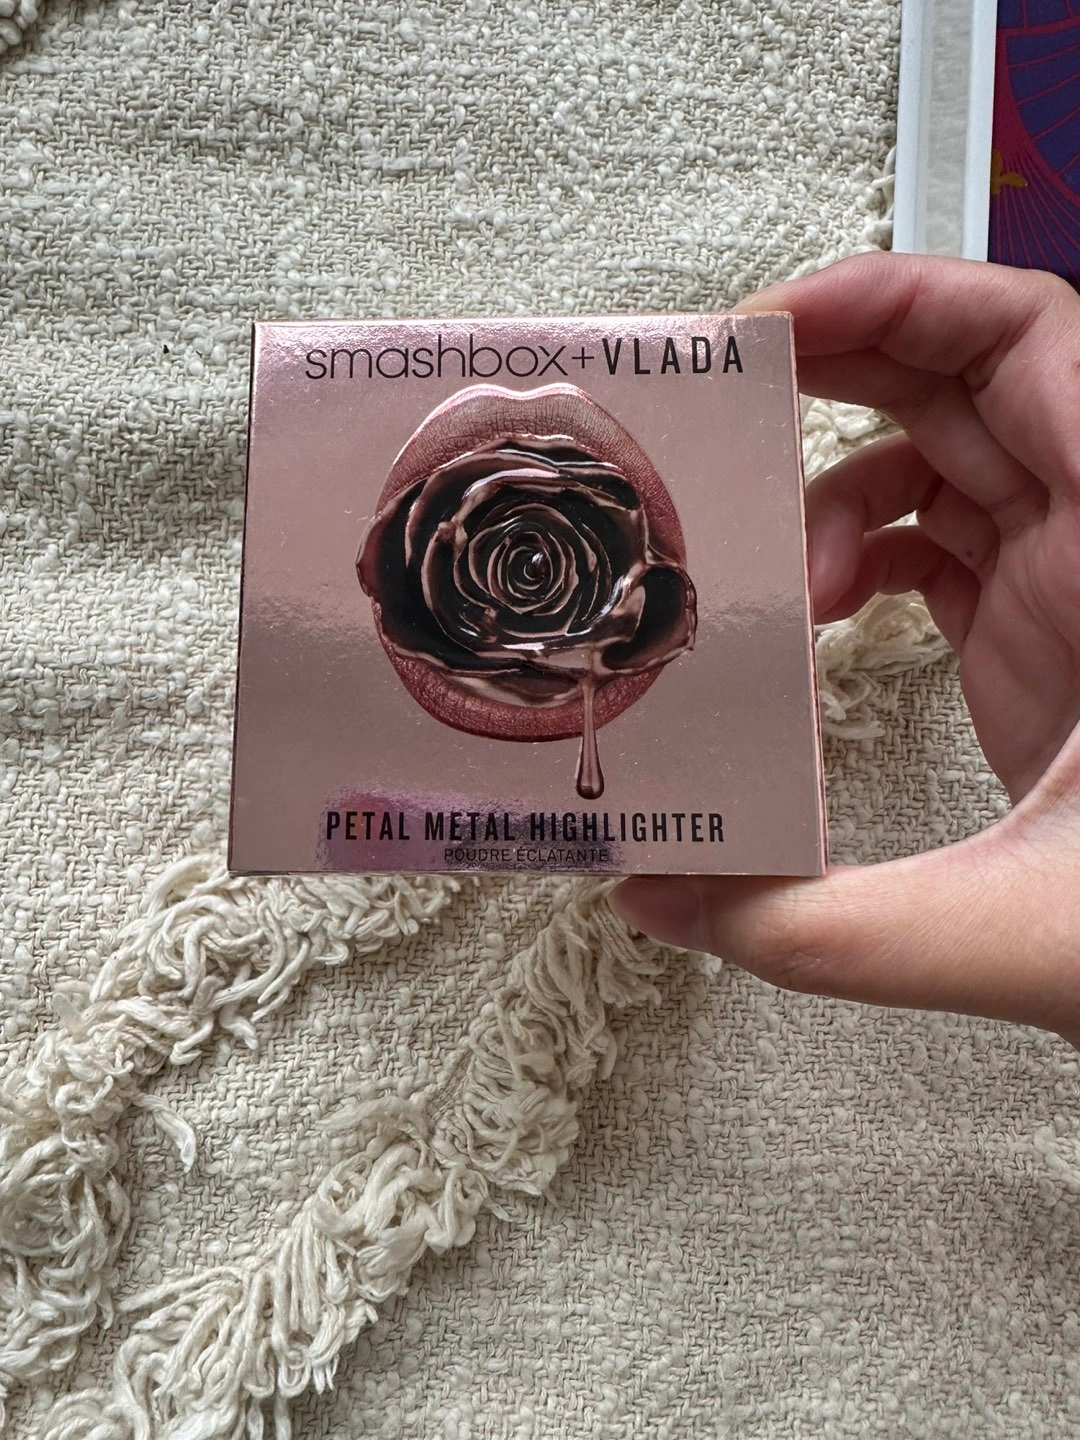 smashbox+VLADA
PETAL METAL HIGHLIGHTER
POUDRE ÉCLATANTE